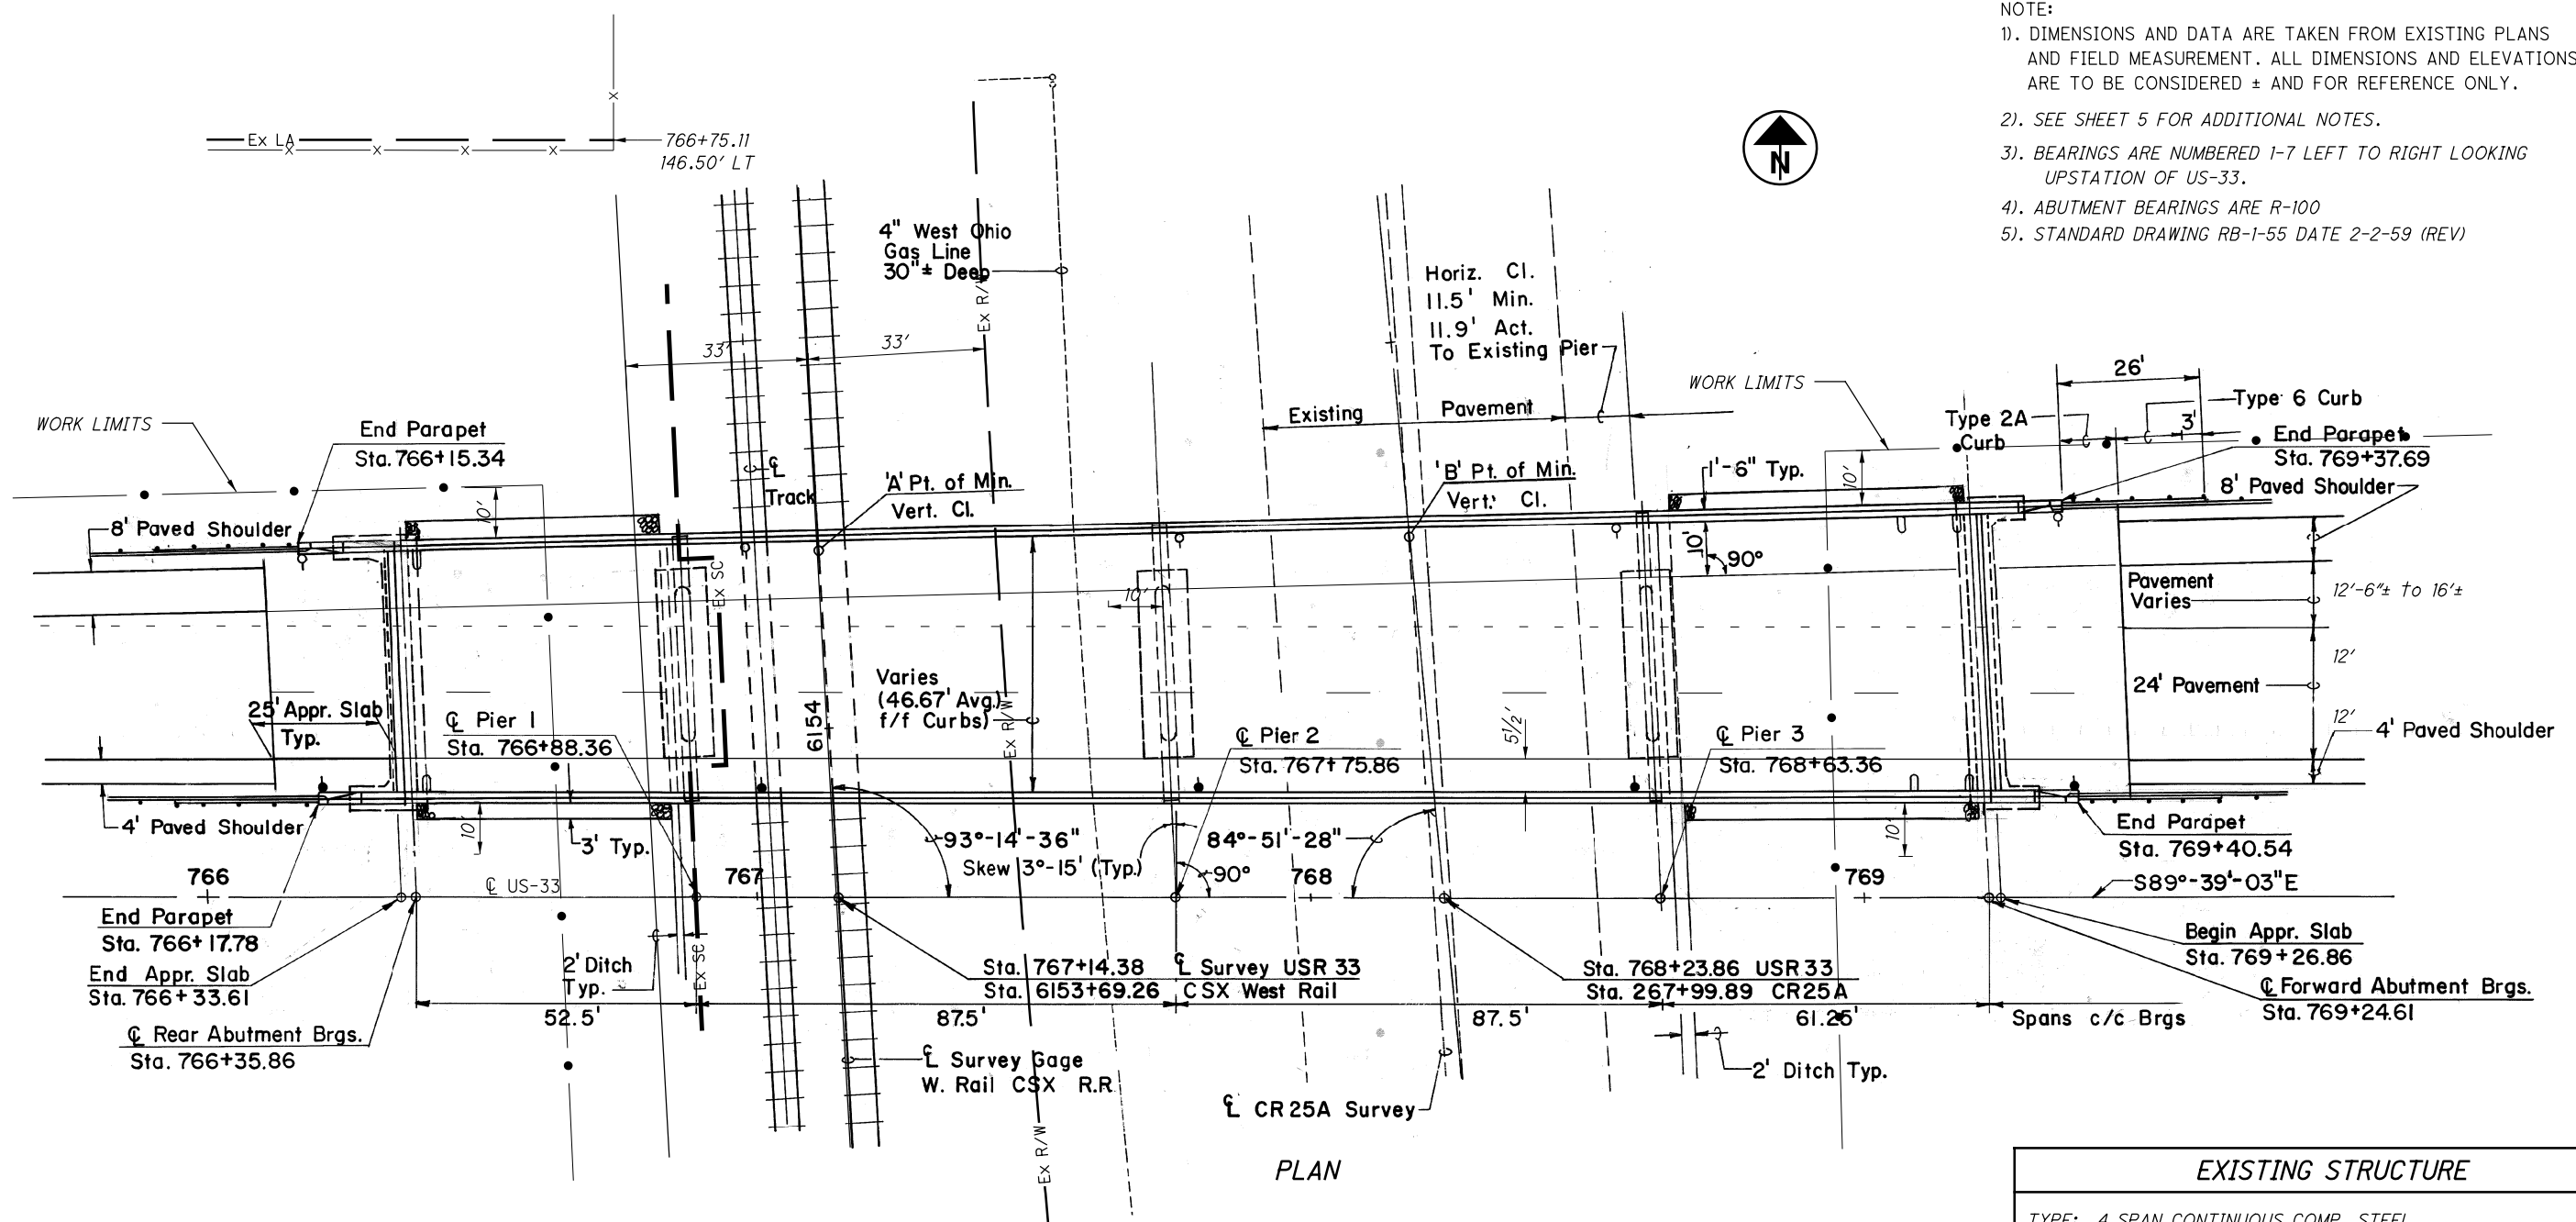 NOTE:
1). DIMENSIONS AND DATA ARE TAKEN FROM EXISTING PLANS
AND FIELD MEASUREMENT. ALL DIMENSIONS AND ELEVATIONS
ARE TO BE CONSIDERED ± AND FOR REFERENCE ONLY.
2). SEE SHEET 5 FOR ADDITIONAL NOTES.
3). BEARINGS ARE NUMBERED 1-7 LEFT TO RIGHT LOOKING
UPSTATION OF US-33.
4). ABUTMENT BEARINGS ARE R-100
5). STANDARD DRAWING RB-1-55 DATE 2-2-59 (REV)
N
Ex LA
766+75.11
146.50' LT
4" West Ohio
Gas Line
30"± Deep
Ex R/W
33'
33'
Horiz. Cl.
11.5' Min.
11.9' Act.
To Existing Pier
WORK LIMITS
WORK LIMITS
26'
Type 6 Curb
Type 2A
Curb
3'
Existing Pavement
End Parapet
Sta. 766+15.34
End Parapet
Sta. 769+37.69
℄
Track
'A' Pt. of Min.
Vert. Cl.
'B' Pt. of Min.
Vert. Cl.
1'-6" Typ.
10'
10'
8' Paved Shoulder
8' Paved Shoulder
10'
90°
Ex SC
10'
Pavement
Varies
12'-6"± to 16'±
12'
Varies
(46.67' Avg.)
f/f Curbs)
24' Pavement
25' Appr. Slab
Typ.
℄ Pier 1
Sta. 766+88.36
6154
Ex R/W
5½'
℄ Pier 2
Sta. 767+75.86
℄ Pier 3
Sta. 768+63.36
12'
4' Paved Shoulder
4' Paved Shoulder
10'
3' Typ.
93°-14'-36"
Skew 3°-15' (Typ.)
84°-51'-28"
90°
10'
End Parapet
Sta. 769+40.54
766
℄ US-33
767
768
769
S89°-39'-03"E
End Parapet
Sta. 766+17.78
End Appr. Slab
Sta. 766+33.61
2' Ditch
Typ.
Ex SC
Sta. 767+14.38 ℄ Survey USR 33
Sta. 6153+69.26 CSX West Rail
Sta. 768+23.86 USR 33
Sta. 267+99.89 CR25A
Begin Appr. Slab
Sta. 769+26.86
℄ Forward Abutment Brgs.
Sta. 769+24.61
℄ Rear Abutment Brgs.
Sta. 766+35.86
52.5'
87.5'
87.5'
61.25'
Spans c/c Brgs
℄ Survey Gage
W. Rail CSX R.R.
2' Ditch Typ.
℄ CR 25A Survey
Ex R/W
PLAN
EXISTING STRUCTURE
TYPE: 4 SPAN CONTINUOUS COMP. STEEL